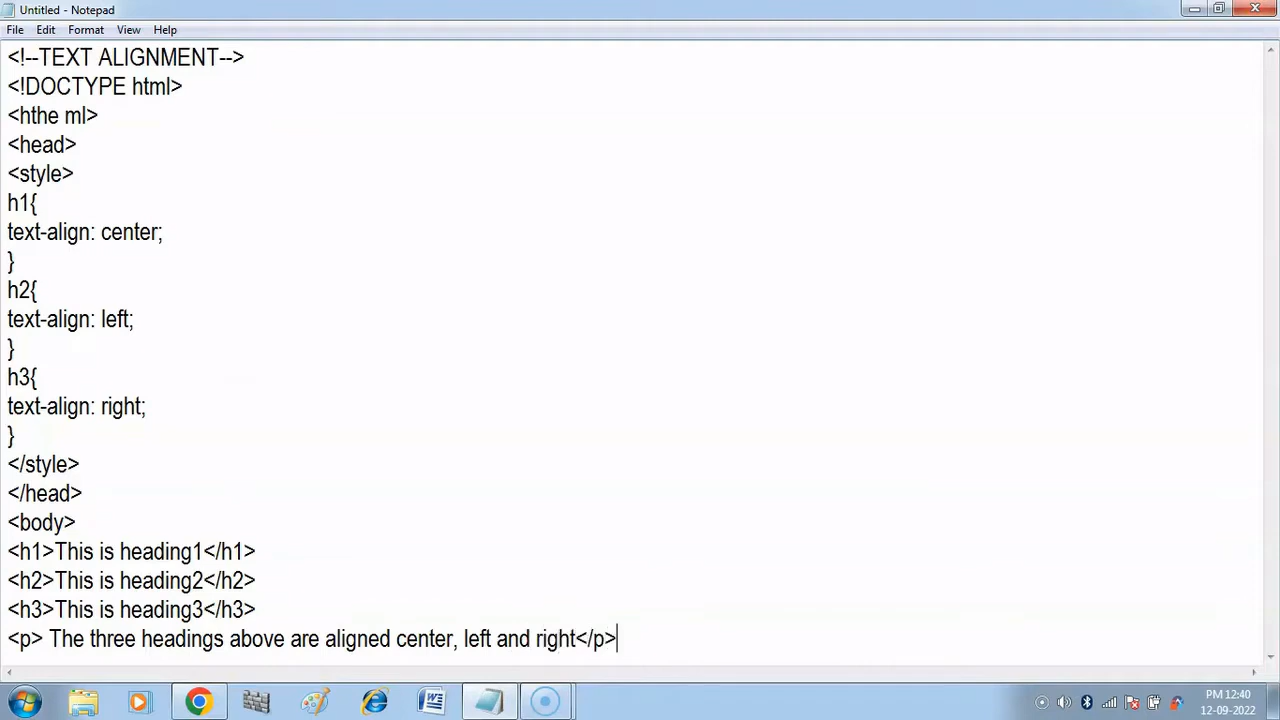 Untitled - Notepad
File Edit Format View Help
<!--TEXT ALIGNMENT-->
<!DOCTYPE html>
<hthe ml>
<head>
<style>
h1{
text-align: center;
}
h2{
text-align: left;
}
h3{
text-align: right;
}
</style>
</head>
<body>
<h1>This is heading1</h1>
<h2>This is heading2</h2>
<h3>This is heading3</h3>
<p> The three headings above are aligned center, left and right</p>
PM 12:40
12-09-2022